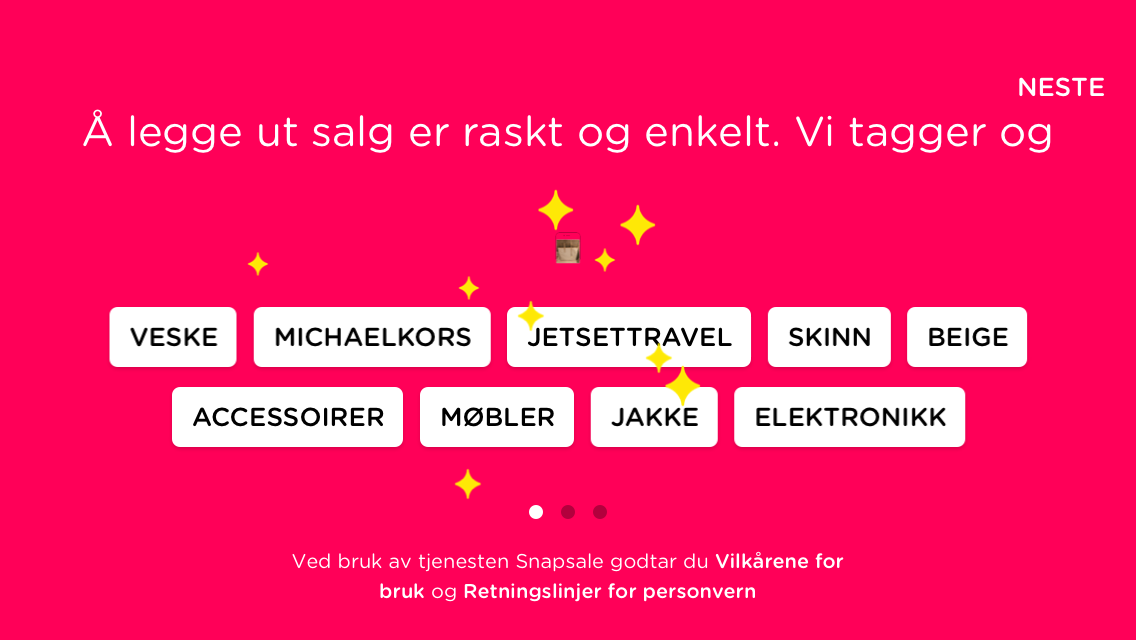 NESTE
Å legge ut salg er raskt og enkelt. Vi tagger og
VESKE MICHAELKORS JETSETTRAVEL SKINN BEIGE
ACCESSOIRER MØBLER JAKKE ELEKTRONIKK
Ved bruk av tjenesten Snapsale godtar du Vilkårene for
bruk og Retningslinjer for personvern